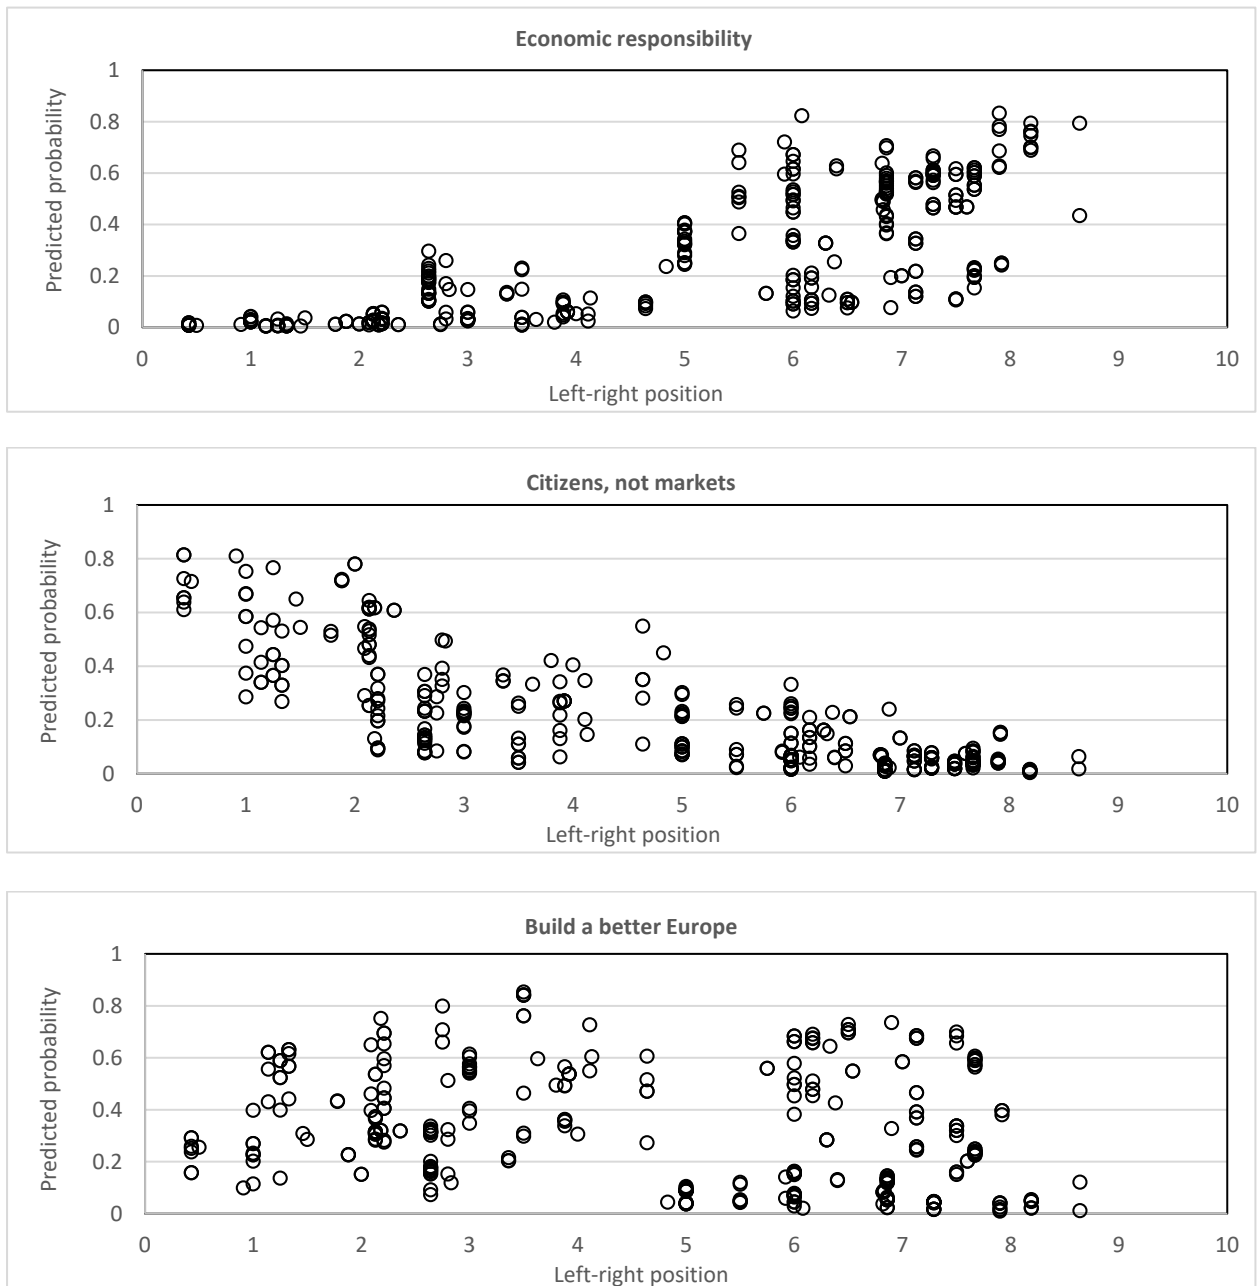 Economic responsibility
Predicted probability
1
0.8
0.6
0.4
0.2
0
0 1 2 3 4 5 6 7 8 9 10
Left-right position
Citizens, not markets
Predicted probability
1
0.8
0.6
0.4
0.2
0
0 1 2 3 4 5 6 7 8 9 10
Left-right position
Build a better Europe
Predicted probability
1
0.8
0.6
0.4
0.2
0
0 1 2 3 4 5 6 7 8 9 10
Left-right position